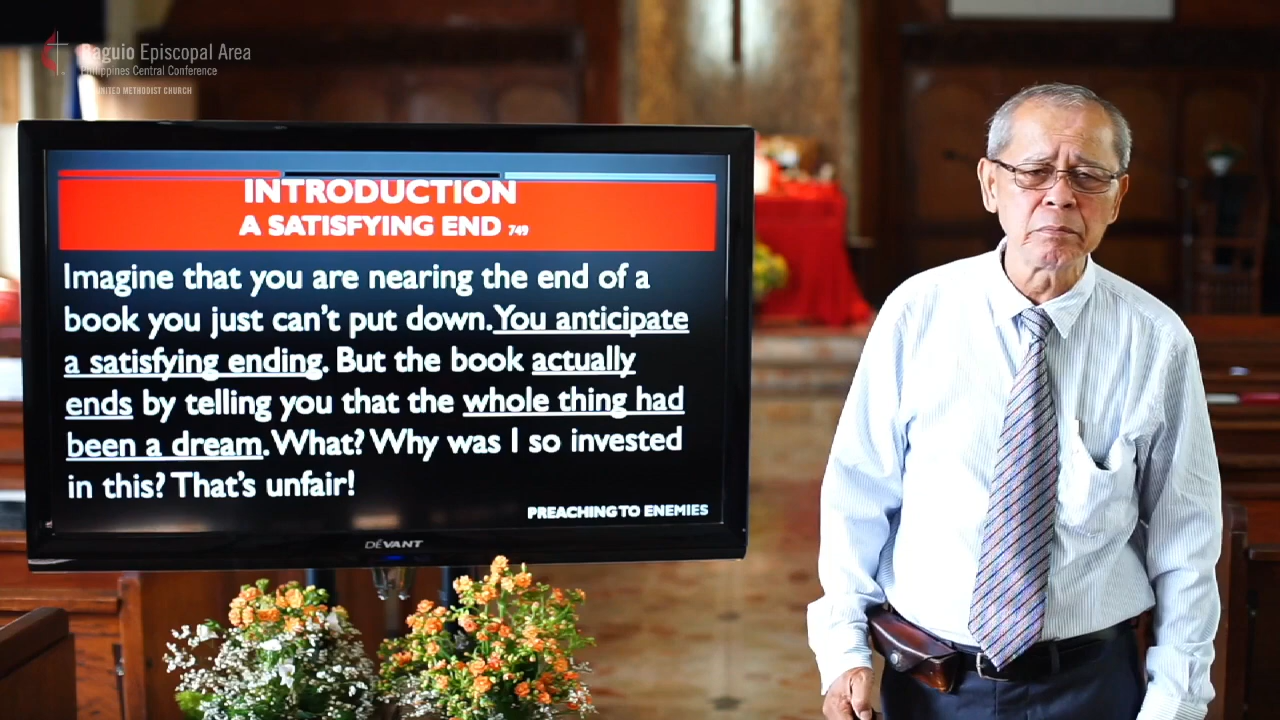 Baguio Episcopal Area
Philippines Central Conference
UNITED METHODIST CHURCH
INTRODUCTION
A SATISFYING END 749
Imagine that you are nearing the end of a
book you just can't put down. You anticipate
a satisfying ending. But the book actually
ends by telling you that the whole thing had
been a dream. What? Why was I so invested
in this? That's unfair!
PREACHING TO ENEMIES
DEVANT